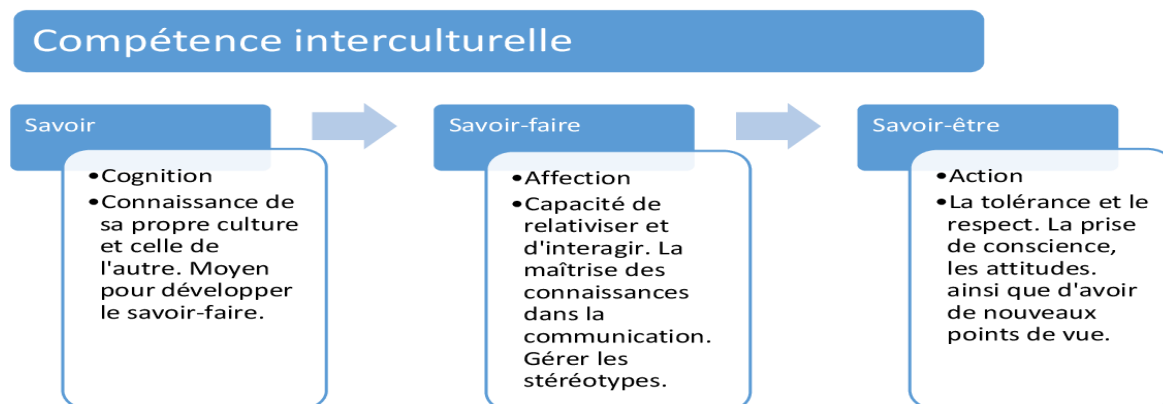 Compétence interculturelle
Savoir
•Cognition
•Connaissance de
sa propre culture
et celle de
l'autre. Moyen
pour développer
le savoir-faire.
Savoir-faire
•Affection
•Capacité de
relativiser et
d'interagir. La
maîtrise des
connaissances
dans la
communication.
Gérer les
stéréotypes.
Savoir-être
•Action
•La tolérance et le
respect. La prise
de conscience,
les attitudes.
ainsi que d'avoir
de nouveaux
points de vue.